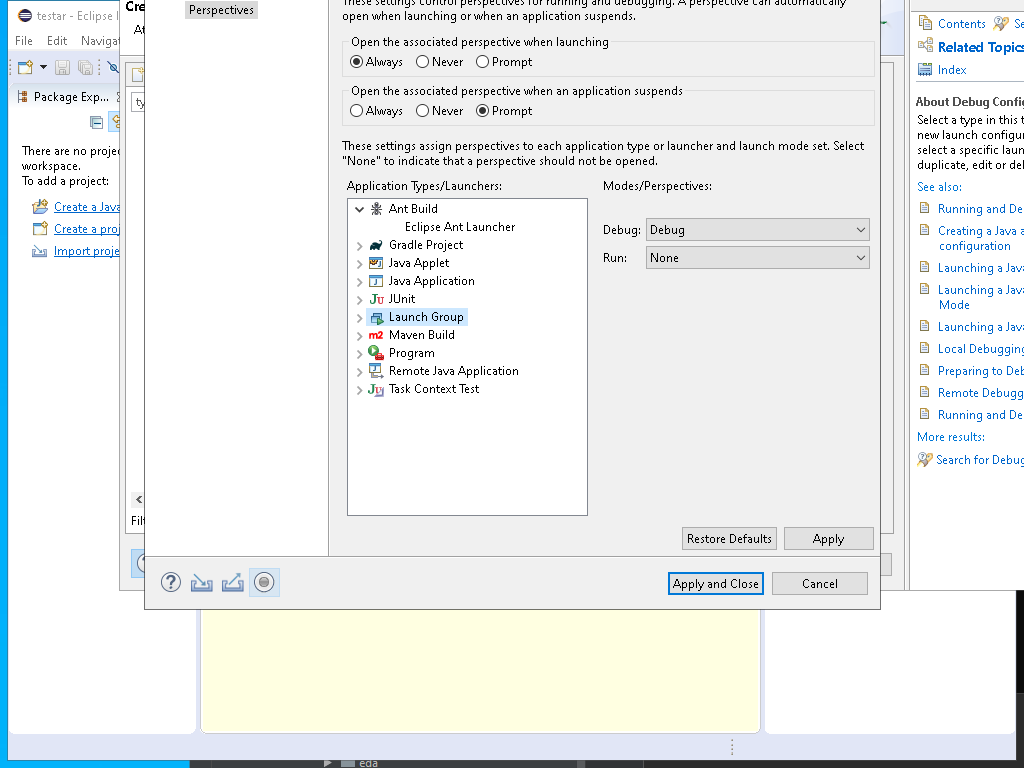 testar - Eclipse I
File Edit Navigat
Package Exp...
There are no proje
workspace.
To add a project:
Create a Java
Create a proj
Import proje
Cre
At
ty
Filt
Perspectives
These settings control perspectives for running and debugging. A perspective can automatically
open when launching or when an application suspends.
Open the associated perspective when launching
Always Never Prompt
Open the associated perspective when an application suspends
Always Never Prompt
These settings assign perspectives to each application type or launcher and launch mode set. Select
"None" to indicate that a perspective should not be opened.
Application Types/Launchers:
Ant Build
Eclipse Ant Launcher
Gradle Project
Java Applet
Java Application
JUnit
Launch Group
Maven Build
Program
Remote Java Application
Task Context Test
Modes/Perspectives:
Debug: Debug
Run: None
Restore Defaults Apply
Apply and Close Cancel
Contents Se
Related Topics
Index
About Debug Config
Select a type in this t
new launch configur
select a specific laun
duplicate, edit or del
See also:
Running and De
Creating a Java a
configuration
Launching a Java
Launching a Java
Mode
Launching a Java
Local Debugging
Preparing to Deb
Remote Debugg
Running and De
More results:
Search for Debug
eda